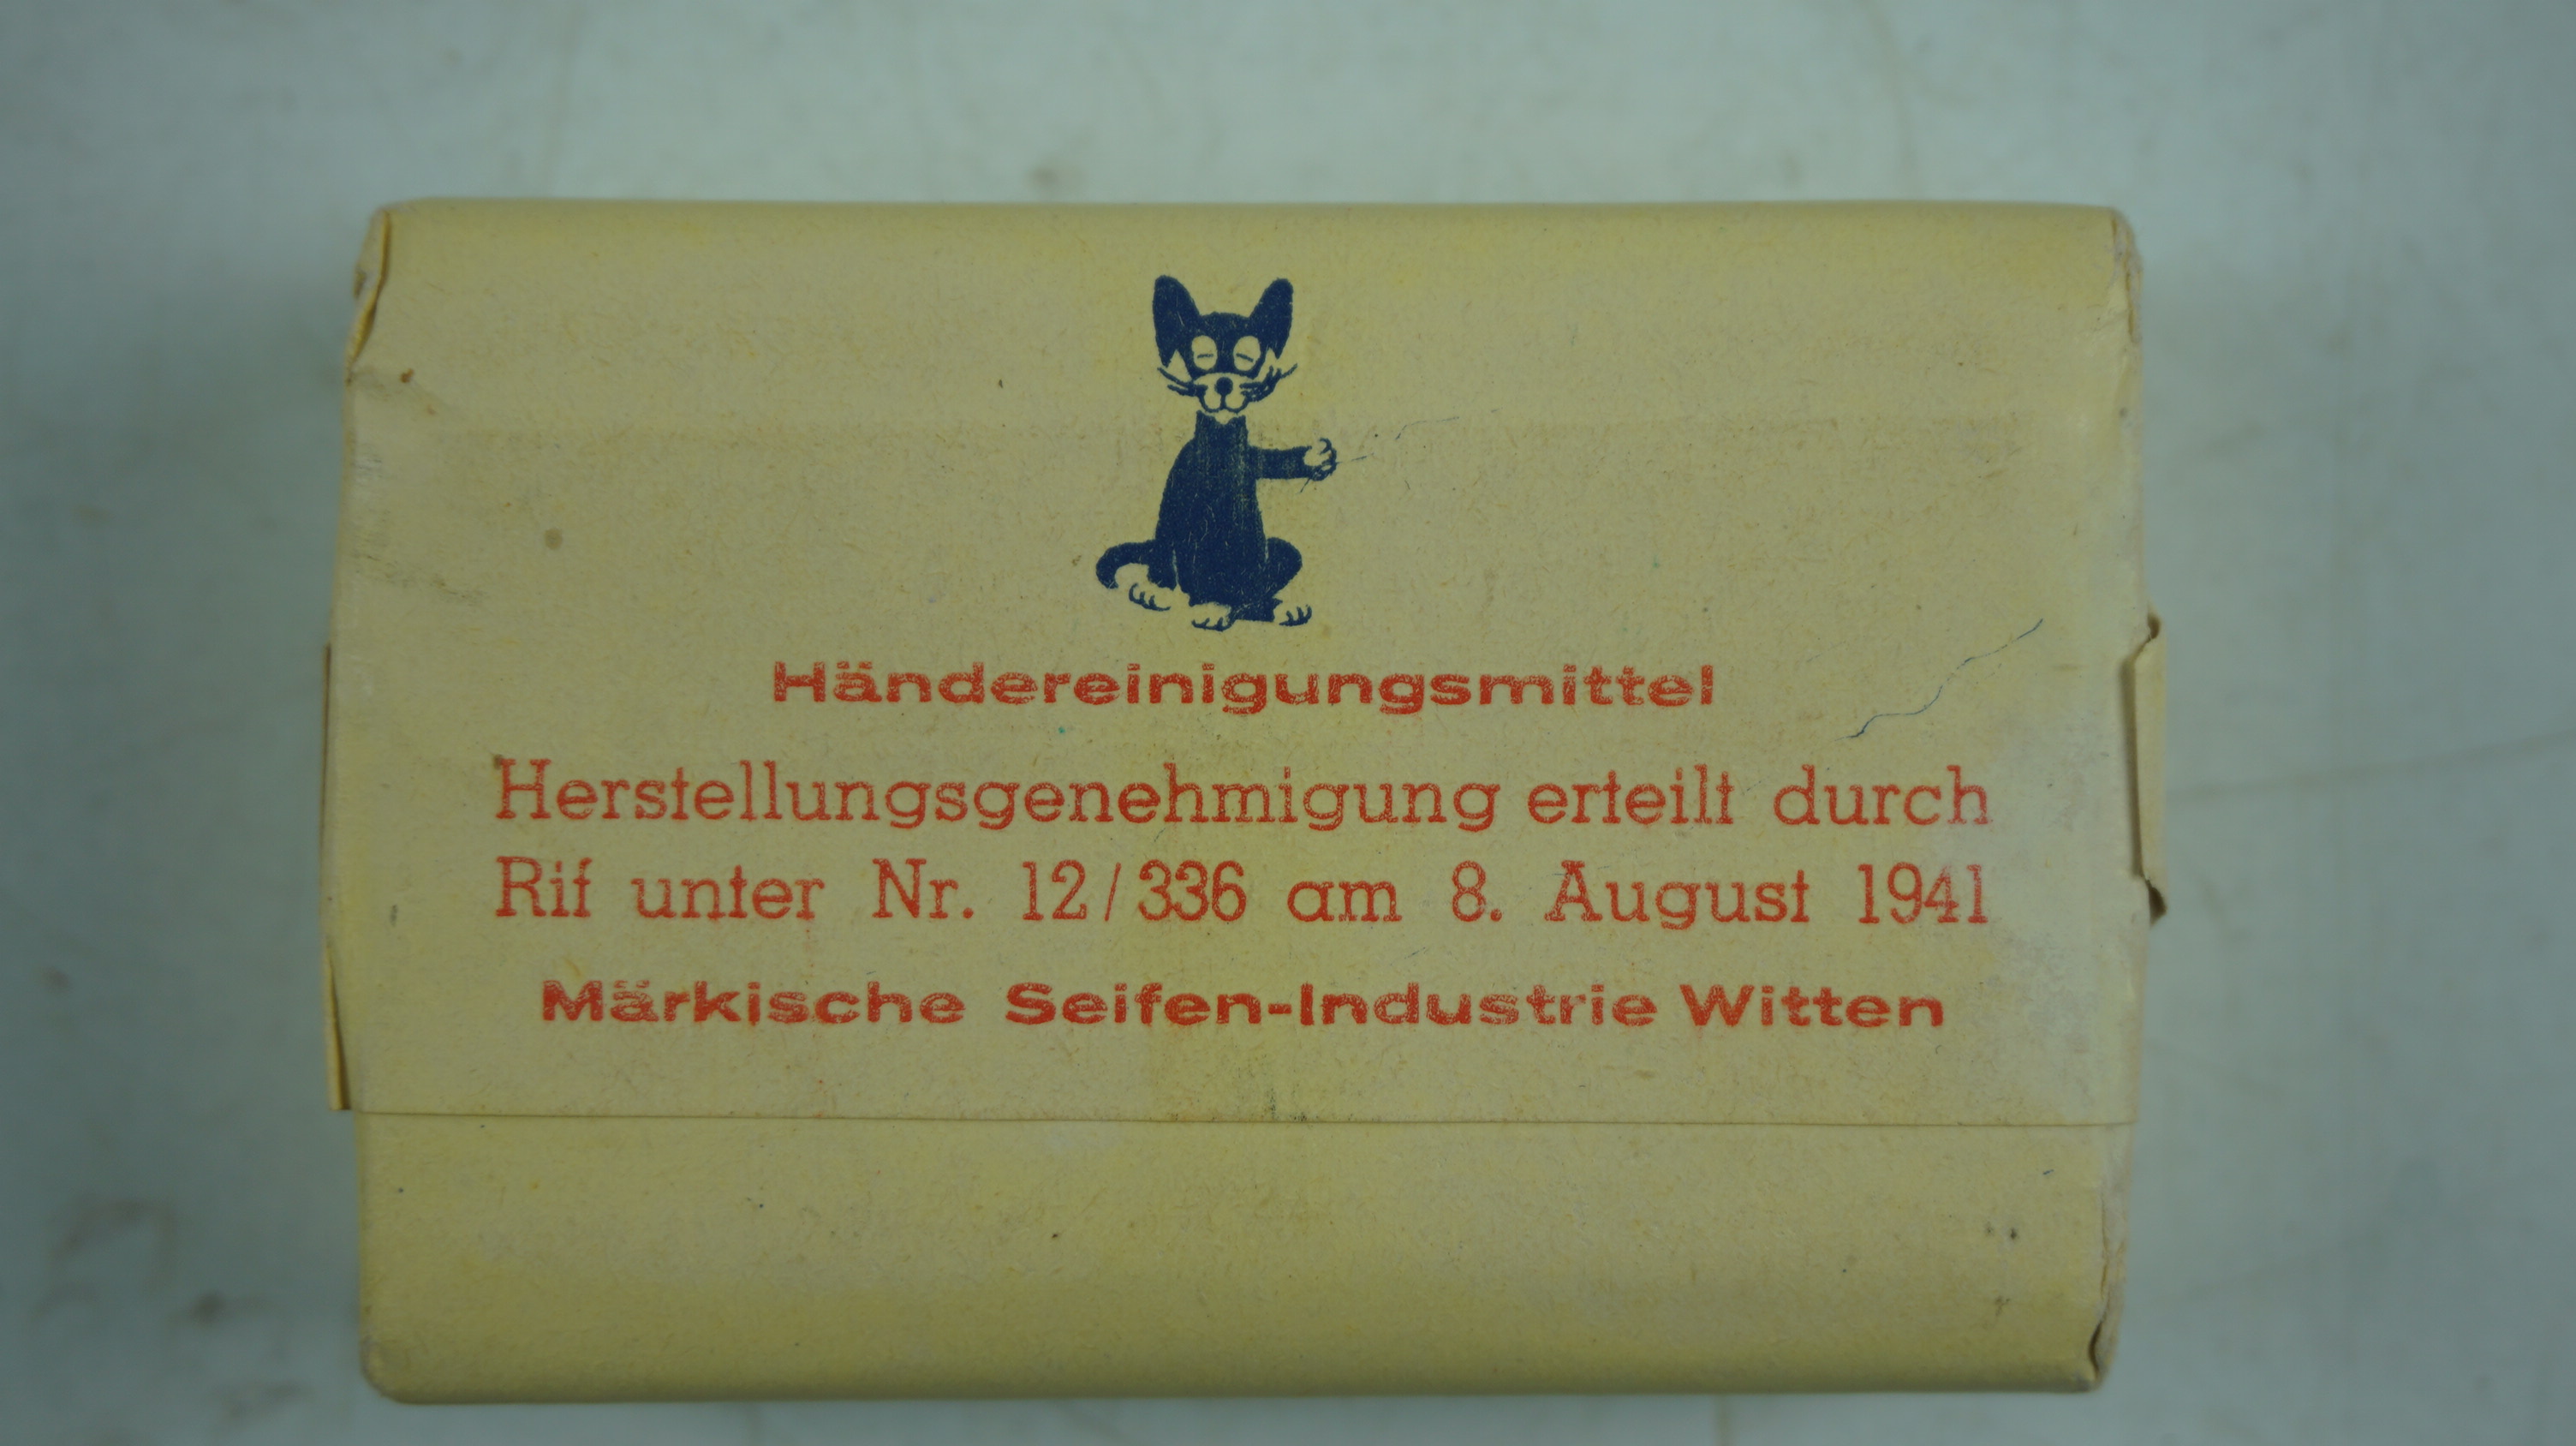 Händereinigungsmittel
Herstellungsgenehmigung erteilt durch
Rif unter Nr. 12/336 am 8. August 1941
Märkische Seifen-Industrie Witten